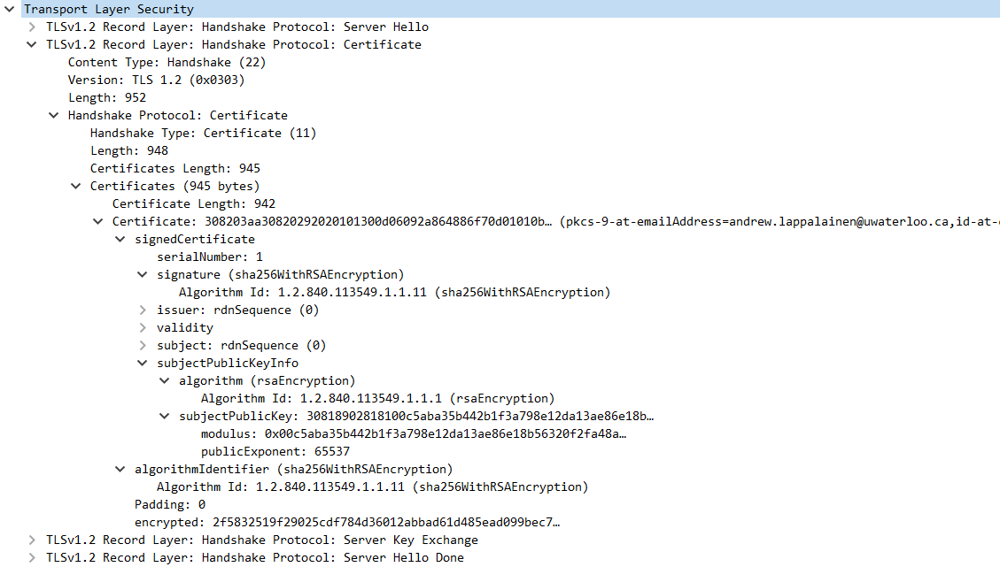 Transport Layer Security
TLSv1.2 Record Layer: Handshake Protocol: Server Hello
TLSv1.2 Record Layer: Handshake Protocol: Certificate
Content Type: Handshake (22)
Version: TLS 1.2 (0x0303)
Length: 952
Handshake Protocol: Certificate
Handshake Type: Certificate (11)
Length: 948
Certificates Length: 945
Certificates (945 bytes)
Certificate Length: 942
Certificate: 308203aa30820292020101300d06092a864886f70d01010b… (pkcs-9-at-emailAddress=andrew.lappalainen@uwaterloo.ca,id-at-
signedCertificate
serialNumber: 1
signature (sha256WithRSAEncryption)
Algorithm Id: 1.2.840.113549.1.1.11 (sha256WithRSAEncryption)
issuer: rdnSequence (0)
validity
subject: rdnSequence (0)
subjectPublicKeyInfo
algorithm (rsaEncryption)
Algorithm Id: 1.2.840.113549.1.1.1 (rsaEncryption)
subjectPublicKey: 30818902818100c5aba35b442b1f3a798e12da13ae86e18b…
modulus: 0x00c5aba35b442b1f3a798e12da13ae86e18b56320f2fa48a…
publicExponent: 65537
algorithmIdentifier (sha256WithRSAEncryption)
Algorithm Id: 1.2.840.113549.1.1.11 (sha256WithRSAEncryption)
Padding: 0
encrypted: 2f5832519f29025cdf784d36012abbad61d485ead099bec7…
TLSv1.2 Record Layer: Handshake Protocol: Server Key Exchange
TLSv1.2 Record Layer: Handshake Protocol: Server Hello Done